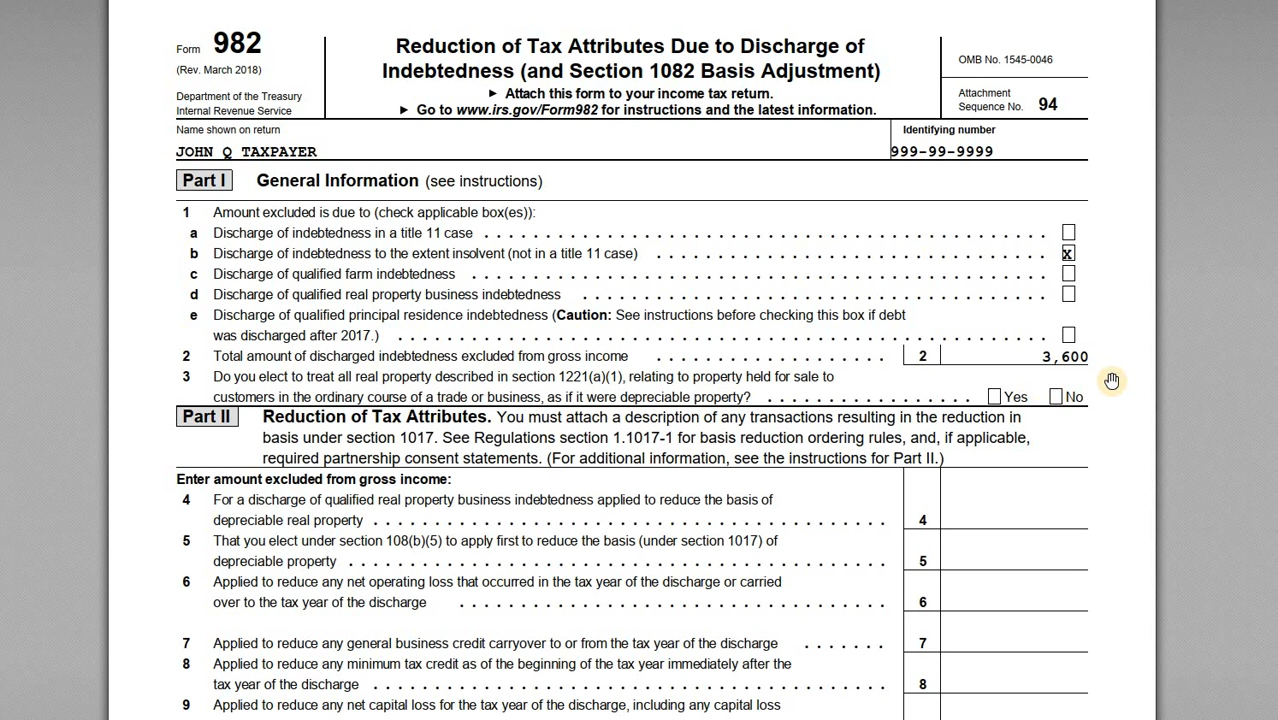 Form 982
(Rev. March 2018)
Department of the Treasury
Internal Revenue Service
Reduction of Tax Attributes Due to Discharge of
Indebtedness (and Section 1082 Basis Adjustment)
► Attach this form to your income tax return.
► Go to www.irs.gov/Form982 for instructions and the latest information.
OMB No. 1545-0046
Attachment
Sequence No. 94
Name shown on return
JOHN Q TAXPAYER
Identifying number
999-99-9999
Part I General Information (see instructions)
1 Amount excluded is due to (check applicable box(es)):
a Discharge of indebtedness in a title 11 case
b Discharge of indebtedness to the extent insolvent (not in a title 11 case) X
c Discharge of qualified farm indebtedness
d Discharge of qualified real property business indebtedness
e Discharge of qualified principal residence indebtedness (Caution: See instructions before checking this box if debt
was discharged after 2017.)
2 Total amount of discharged indebtedness excluded from gross income 2 3,600
3 Do you elect to treat all real property described in section 1221(a)(1), relating to property held for sale to
customers in the ordinary course of a trade or business, as if it were depreciable property? Yes No
Part II Reduction of Tax Attributes. You must attach a description of any transactions resulting in the reduction in
basis under section 1017. See Regulations section 1.1017-1 for basis reduction ordering rules, and, if applicable,
required partnership consent statements. (For additional information, see the instructions for Part II.)
Enter amount excluded from gross income:
4 For a discharge of qualified real property business indebtedness applied to reduce the basis of
depreciable real property 4
5 That you elect under section 108(b)(5) to apply first to reduce the basis (under section 1017) of
depreciable property 5
6 Applied to reduce any net operating loss that occurred in the tax year of the discharge or carried
over to the tax year of the discharge 6
7 Applied to reduce any general business credit carryover to or from the tax year of the discharge 7
8 Applied to reduce any minimum tax credit as of the beginning of the tax year immediately after the
tax year of the discharge 8
9 Applied to reduce any net capital loss for the tax year of the discharge, including any capital loss